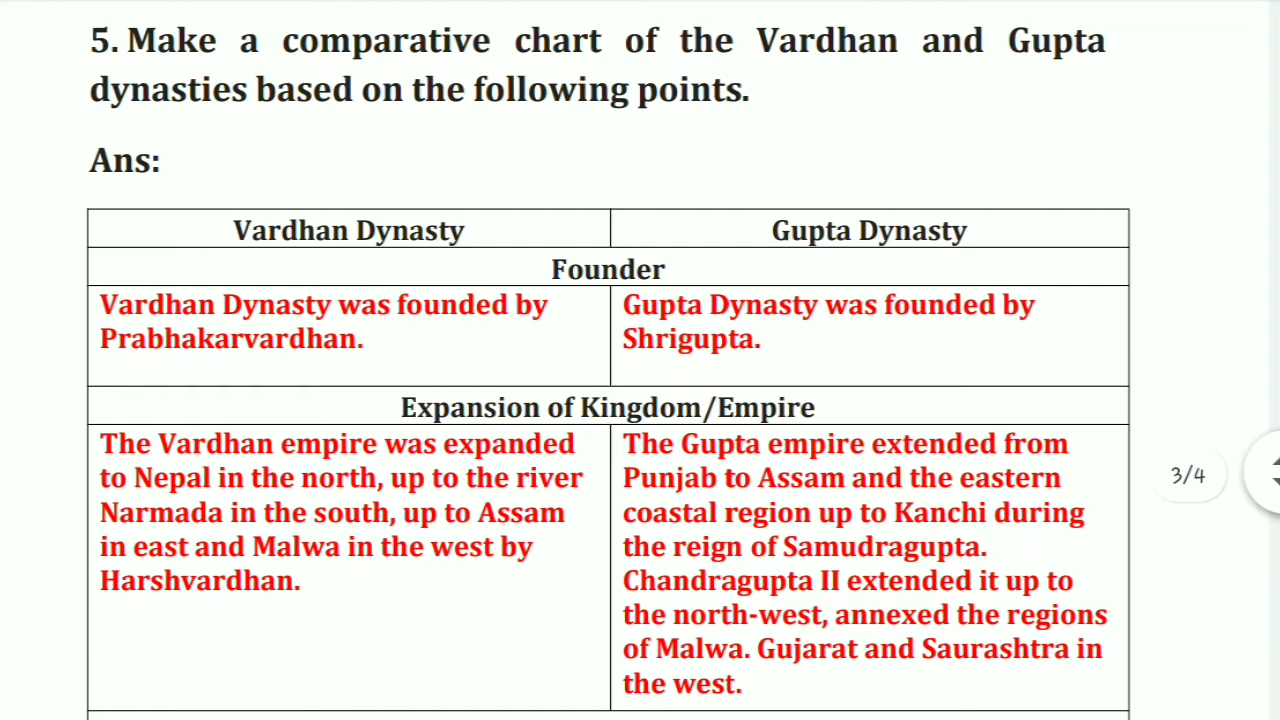 5. Make a comparative chart of the Vardhan and Gupta
dynasties based on the following points.
Ans:
Vardhan Dynasty
Gupta Dynasty
Founder
Vardhan Dynasty was founded by
Prabhakarvardhan.
Gupta Dynasty was founded by
Shrigupta.
Expansion of Kingdom/Empire
The Vardhan empire was expanded
to Nepal in the north, up to the river
Narmada in the south, up to Assam
in east and Malwa in the west by
Harshvardhan.
The Gupta empire extended from
Punjab to Assam and the eastern
coastal region up to Kanchi during
the reign of Samudragupta.
Chandragupta II extended it up to
the north-west, annexed the regions
of Malwa. Gujarat and Saurashtra in
the west.
3/4